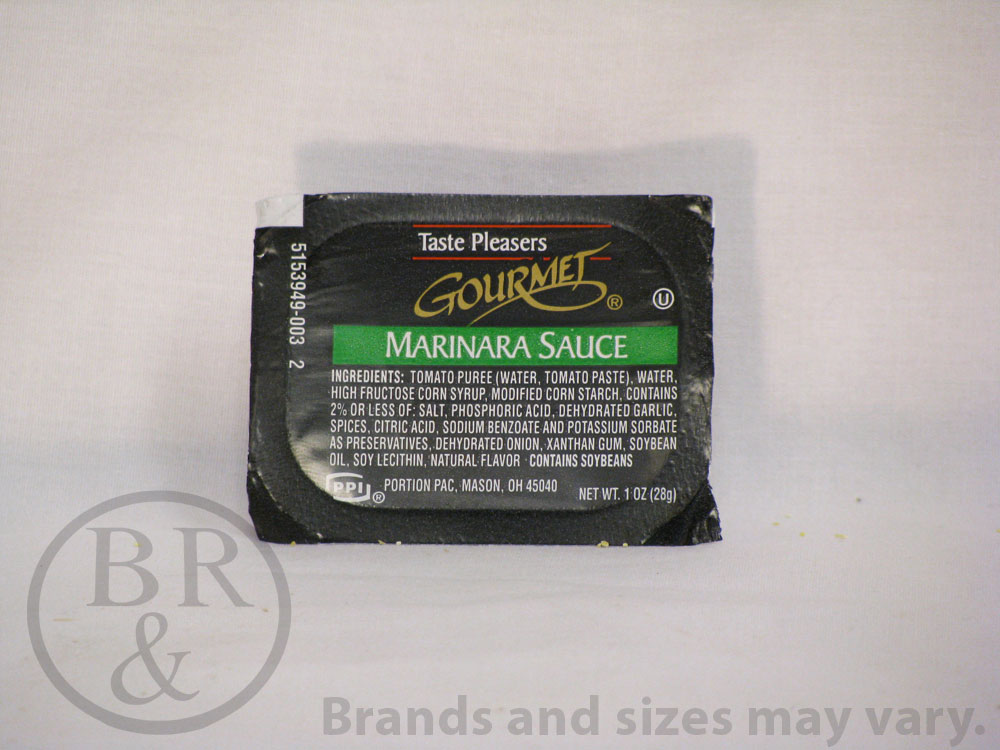 Taste Pleasers
GOURMET®
U
MARINARA SAUCE
INGREDIENTS: TOMATO PUREE (WATER, TOMATO PASTE), WATER,
HIGH FRUCTOSE CORN SYRUP, MODIFIED CORN STARCH, CONTAINS
2% OR LESS OF: SALT, PHOSPHORIC ACID, DEHYDRATED GARLIC,
SPICES, CITRIC ACID, SODIUM BENZOATE AND POTASSIUM SORBATE
AS PRESERVATIVES, DEHYDRATED ONION, XANTHAN GUM, SOYBEAN
OIL, SOY LECITHIN, NATURAL FLAVOR CONTAINS SOYBEANS
PPI® PORTION PAC, MASON, OH 45040
NET WT. 1 OZ (28g)
5153949-003 2
B R
&
Brands and sizes may vary.